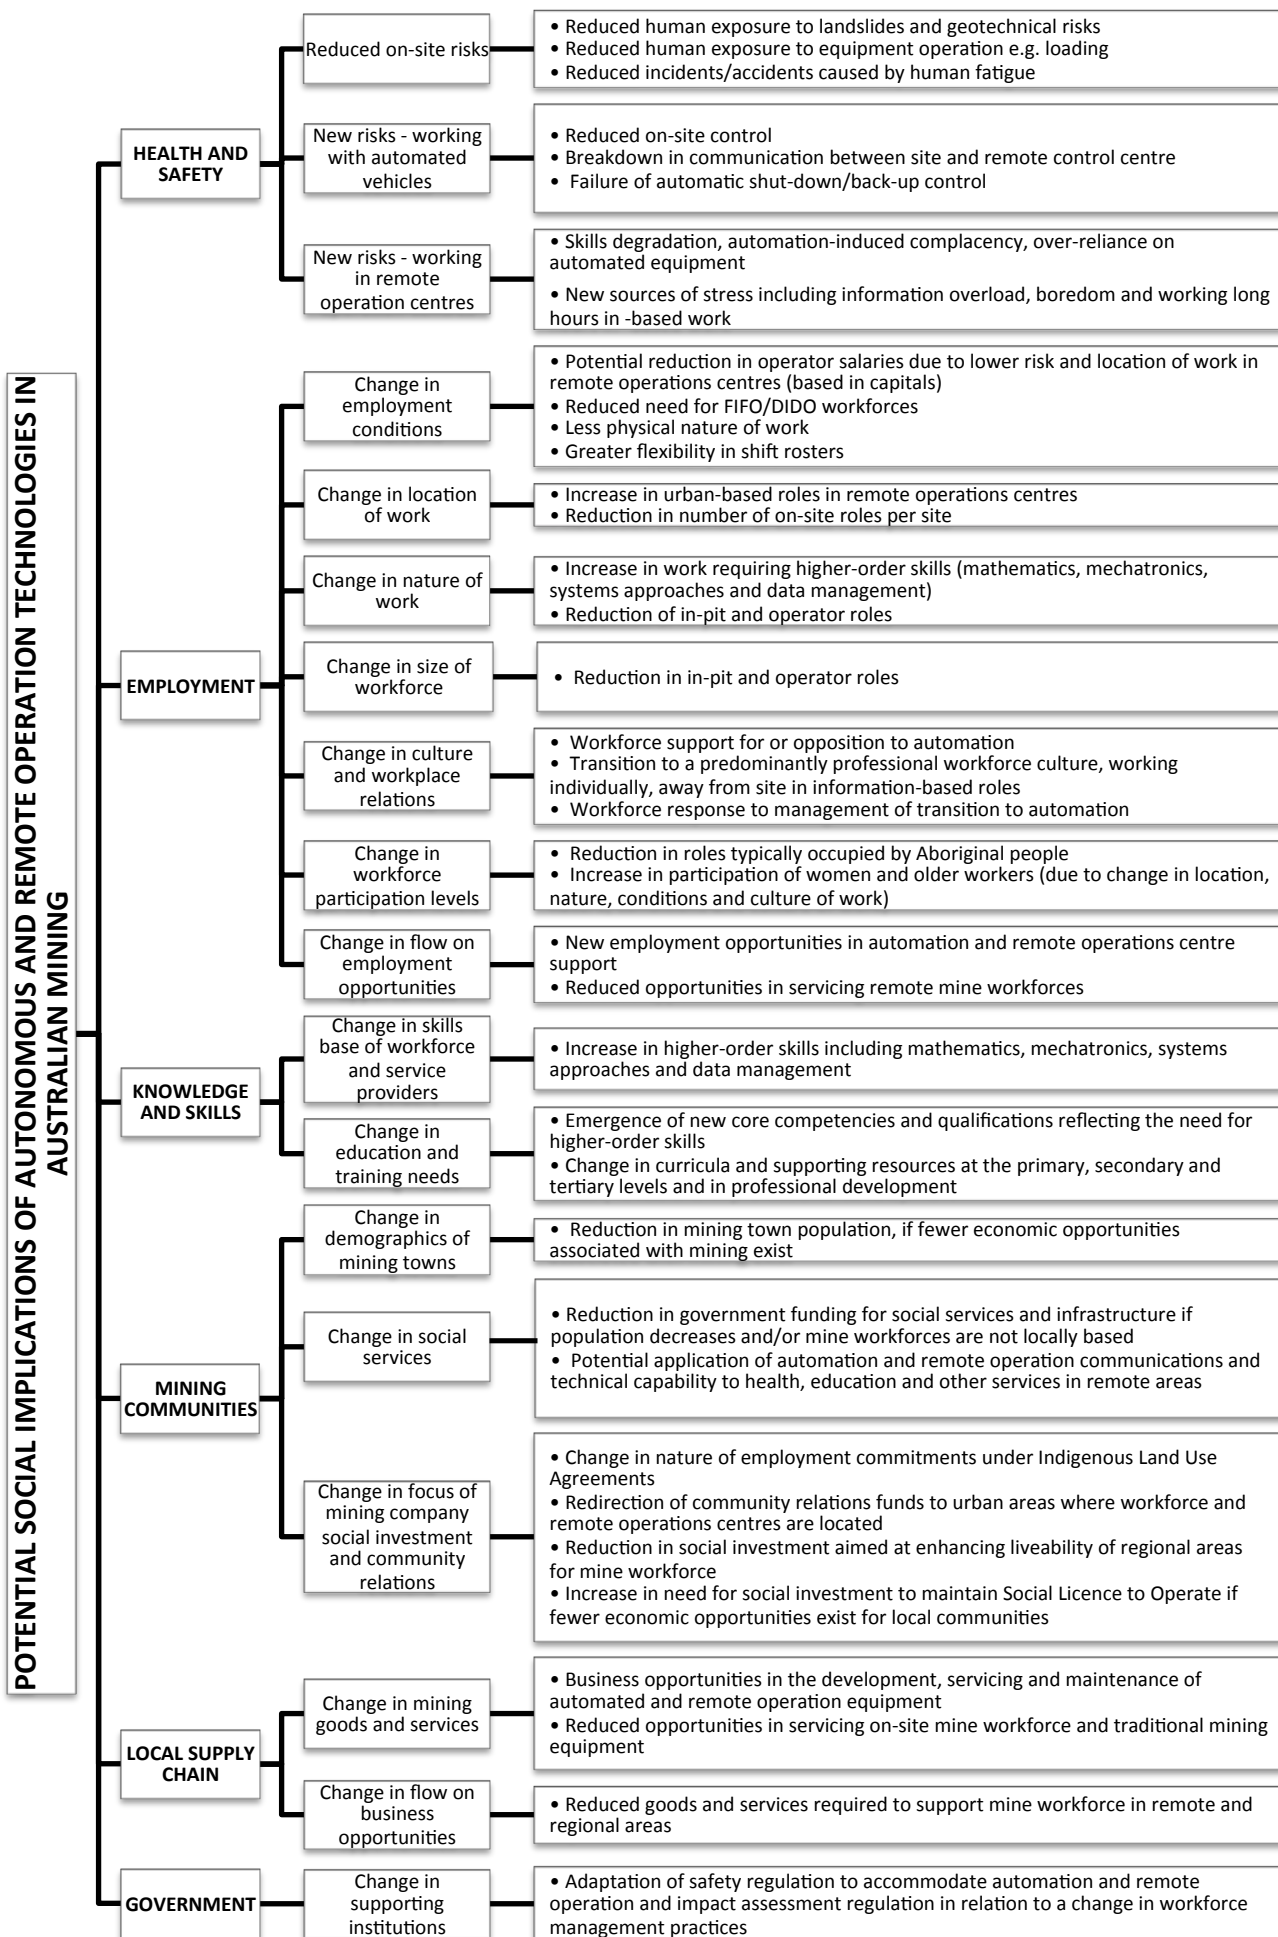 POTENTIAL SOCIAL IMPLICATIONS OF AUTONOMOUS AND REMOTE OPERATION TECHNOLOGIES IN
AUSTRALIAN MINING
HEALTH AND
SAFETY
Reduced on-site risks
• Reduced human exposure to landslides and geotechnical risks
• Reduced human exposure to equipment operation e.g. loading
• Reduced incidents/accidents caused by human fatigue
New risks - working
with automated
vehicles
• Reduced on-site control
• Breakdown in communication between site and remote control centre
• Failure of automatic shut-down/back-up control
New risks - working
in remote
operation centres
• Skills degradation, automation-induced complacency, over-reliance on
automated equipment
• New sources of stress including information overload, boredom and working long
hours in -based work
EMPLOYMENT
Change in
employment
conditions
• Potential reduction in operator salaries due to lower risk and location of work in
remote operations centres (based in capitals)
• Reduced need for FIFO/DIDO workforces
• Less physical nature of work
• Greater flexibility in shift rosters
Change in location
of work
• Increase in urban-based roles in remote operations centres
• Reduction in number of on-site roles per site
Change in nature of
work
• Increase in work requiring higher-order skills (mathematics, mechatronics,
systems approaches and data management)
• Reduction of in-pit and operator roles
Change in size of
workforce
• Reduction in in-pit and operator roles
Change in culture
and workplace
relations
• Workforce support for or opposition to automation
• Transition to a predominantly professional workforce culture, working
individually, away from site in information-based roles
• Workforce response to management of transition to automation
Change in
workforce
participation levels
• Reduction in roles typically occupied by Aboriginal people
• Increase in participation of women and older workers (due to change in location,
nature, conditions and culture of work)
Change in flow on
employment
opportunities
• New employment opportunities in automation and remote operations centre
support
• Reduced opportunities in servicing remote mine workforces
KNOWLEDGE
AND SKILLS
Change in skills
base of workforce
and service
providers
• Increase in higher-order skills including mathematics, mechatronics, systems
approaches and data management
Change in
education and
training needs
• Emergence of new core competencies and qualifications reflecting the need for
higher-order skills
• Change in curricula and supporting resources at the primary, secondary and
tertiary levels and in professional development
MINING
COMMUNITIES
Change in
demographics of
mining towns
• Reduction in mining town population, if fewer economic opportunities
associated with mining exist
Change in social
services
• Reduction in government funding for social services and infrastructure if
population decreases and/or mine workforces are not locally based
• Potential application of automation and remote operation communications and
technical capability to health, education and other services in remote areas
Change in focus of
mining company
social investment
and community
relations
• Change in nature of employment commitments under Indigenous Land Use
Agreements
• Redirection of community relations funds to urban areas where workforce and
remote operations centres are located
• Reduction in social investment aimed at enhancing liveability of regional areas
for mine workforce
• Increase in need for social investment to maintain Social Licence to Operate if
fewer economic opportunities exist for local communities
LOCAL SUPPLY
CHAIN
Change in mining
goods and services
• Business opportunities in the development, servicing and maintenance of
automated and remote operation equipment
• Reduced opportunities in servicing on-site mine workforce and traditional mining
equipment
Change in flow on
business
opportunities
• Reduced goods and services required to support mine workforce in remote and
regional areas
GOVERNMENT
Change in
supporting
institutions
• Adaptation of safety regulation to accommodate automation and remote
operation and impact assessment regulation in relation to a change in workforce
management practices